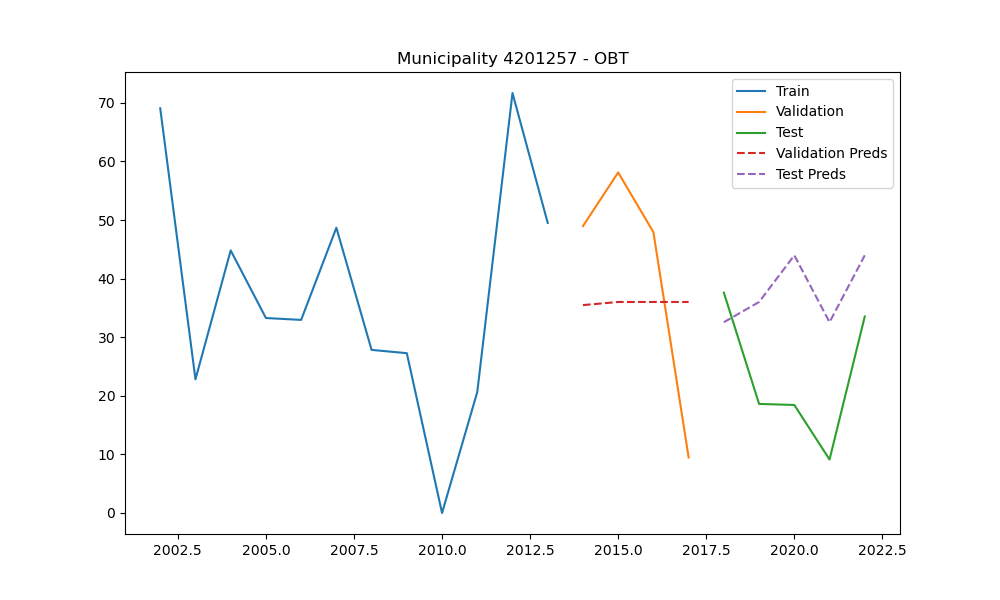 Municipality 4201257 - OBT
Train
Validation
Test
Validation Preds
Test Preds
70
60
50
40
30
20
10
0
2002.5 2005.0 2007.5 2010.0 2012.5 2015.0 2017.5 2020.0 2022.5